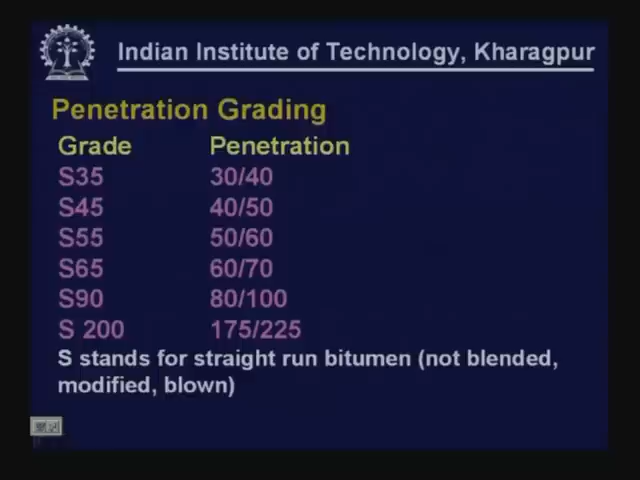 Indian Institute of Technology, Kharagpur
Penetration Grading
Grade Penetration
S35 30/40
S45 40/50
S55 50/60
S65 60/70
S90 80/100
S 200 175/225
S stands for straight run bitumen (not blended,
modified, blown)